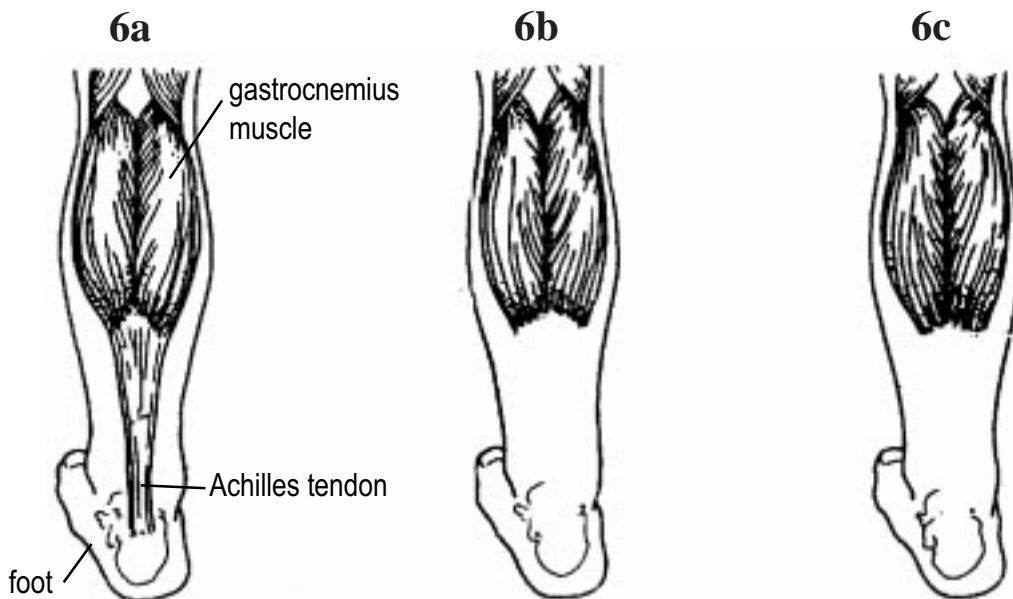 6a
6b
6c
gastrocnemius
muscle
Achilles tendon
foot